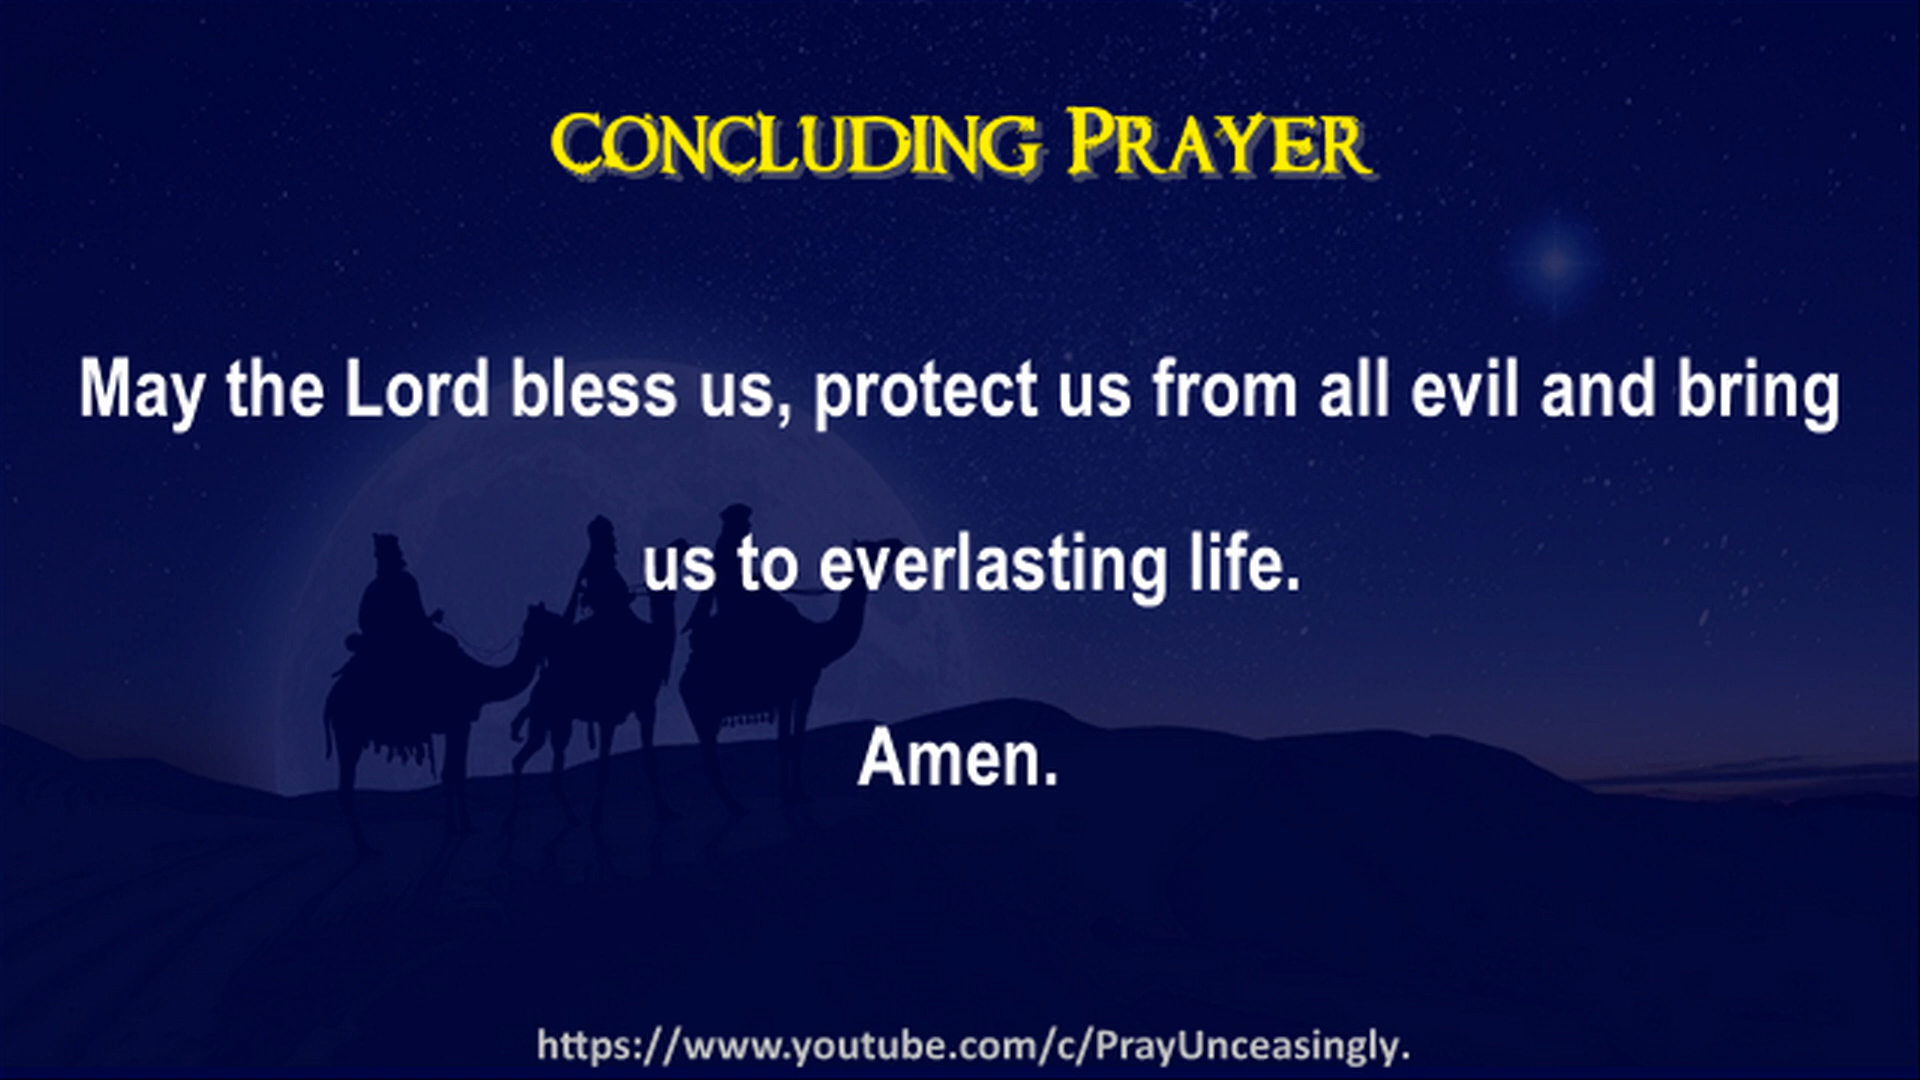 Concluding Prayer
May the Lord bless us, protect us from all evil and bring
us to everlasting life.
Amen.
https://www.youtube.com/c/PrayUnceasingly.